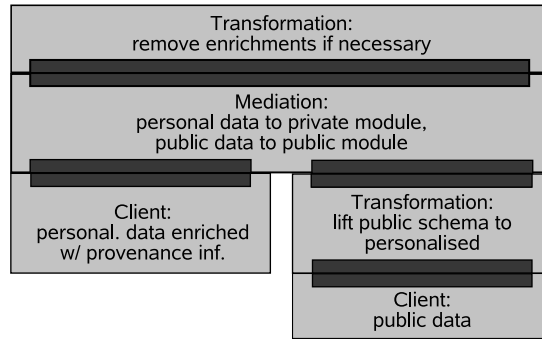 Transformation:
remove enrichments if necessary
Mediation:
personal data to private module,
public data to public module
Client:
personal. data enriched
w/ provenance inf.
Transformation:
lift public schema to
personalised
Client:
public data